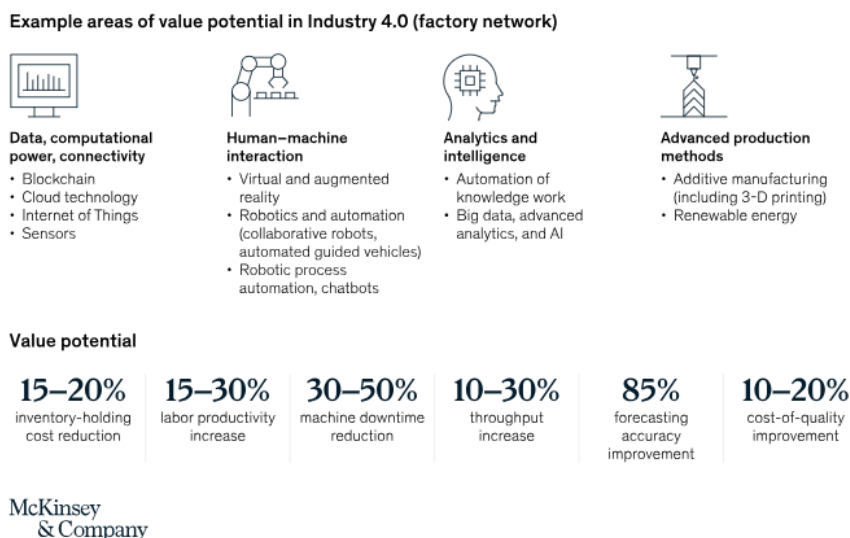 Example areas of value potential in Industry 4.0 (factory network)
Data, computational
power, connectivity
• Blockchain
• Cloud technology
• Internet of Things
• Sensors
Human–machine
interaction
• Virtual and augmented
reality
• Robotics and automation
(collaborative robots,
automated guided vehicles)
• Robotic process
automation, chatbots
Analytics and
intelligence
• Automation of
knowledge work
• Big data, advanced
analytics, and AI
Advanced production
methods
• Additive manufacturing
(including 3-D printing)
• Renewable energy
Value potential
15–20%
inventory-holding
cost reduction
15–30%
labor productivity
increase
30–50%
machine downtime
reduction
10–30%
throughput
increase
85%
forecasting
accuracy
improvement
10–20%
cost-of-quality
improvement
McKinsey
& Company